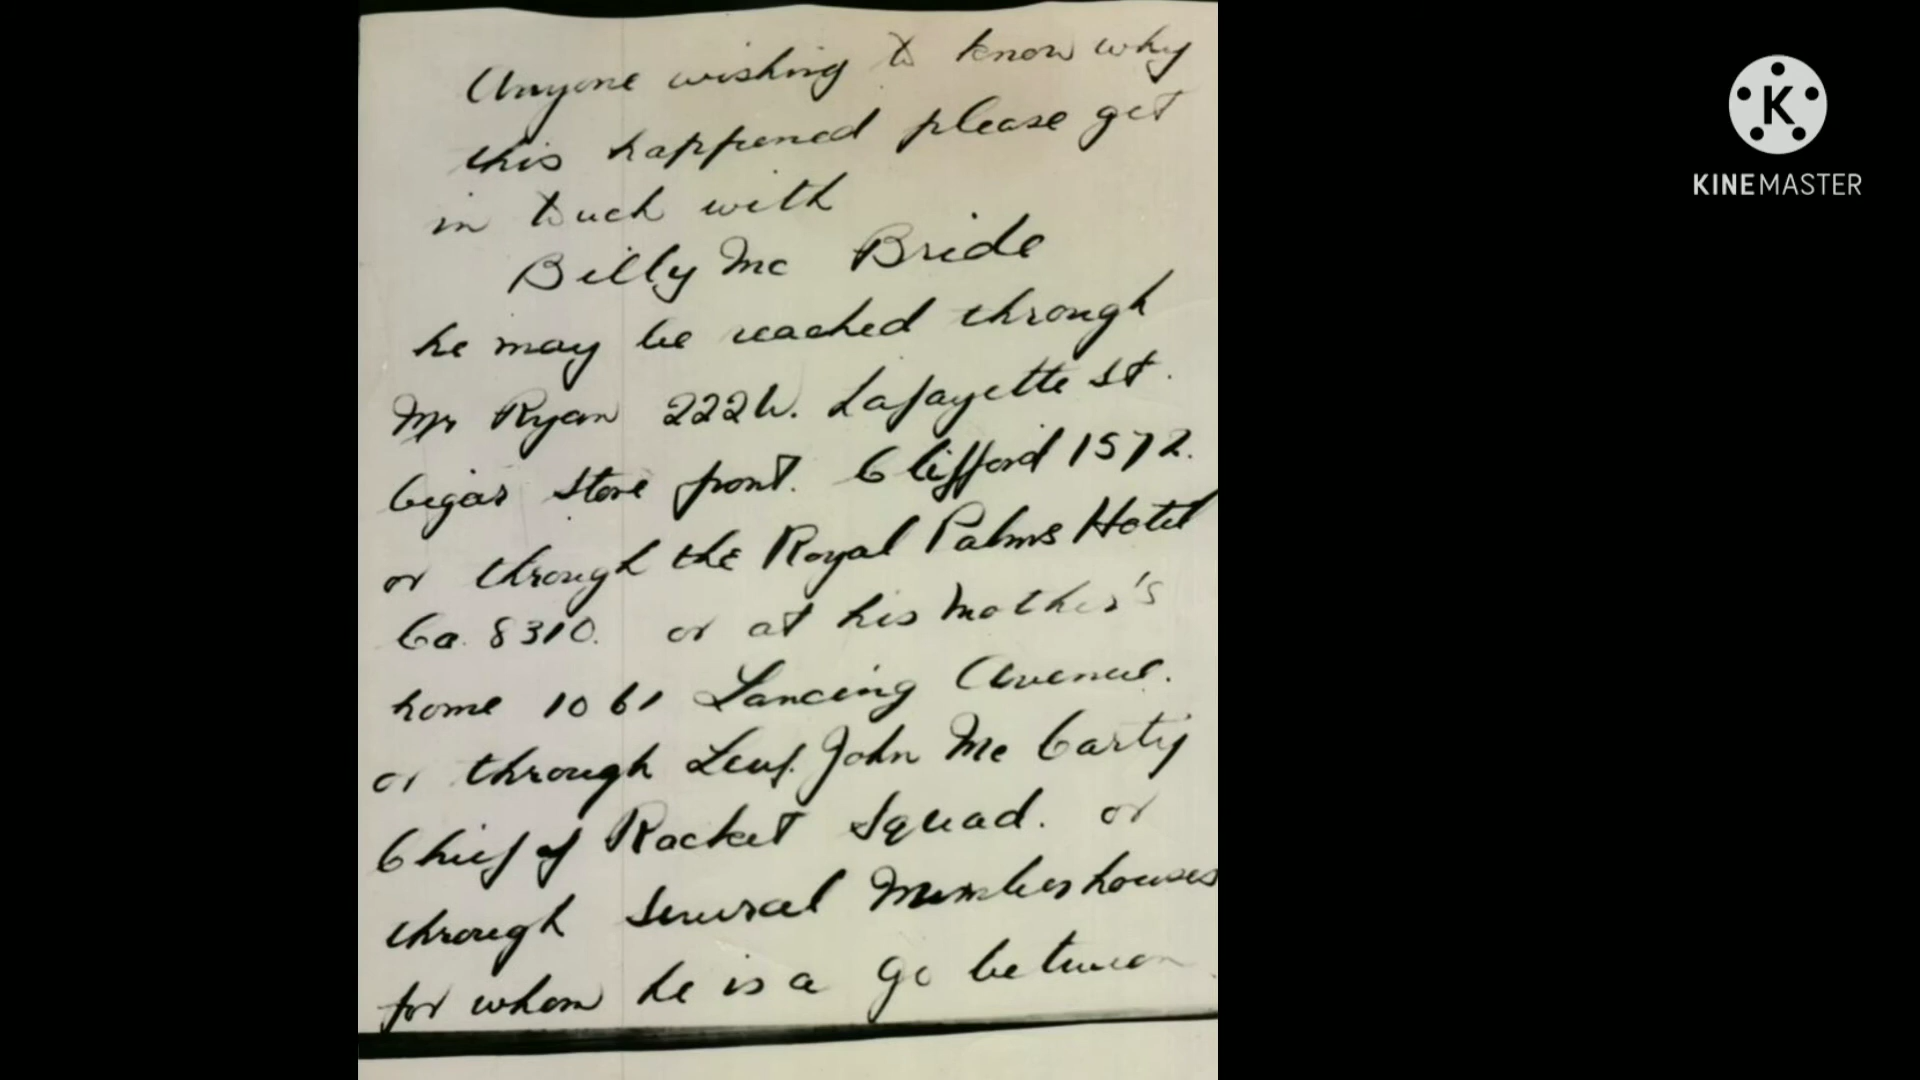 Anyone wishing to know why
this happened please get
in touch with
Billy Mc Bride
he may be reached through
Mr Ryan 222 W. Lafayette St.
Cigar store front. Clifford 1572.
or through the Royal Palms Hotel
Ca. 8310. or at his mother's
home 1061 Lancing Avenue.
or through John Mc Carty
Chief of Racket Squad. or
through several houses
for whom he is a go between
KINEMASTER